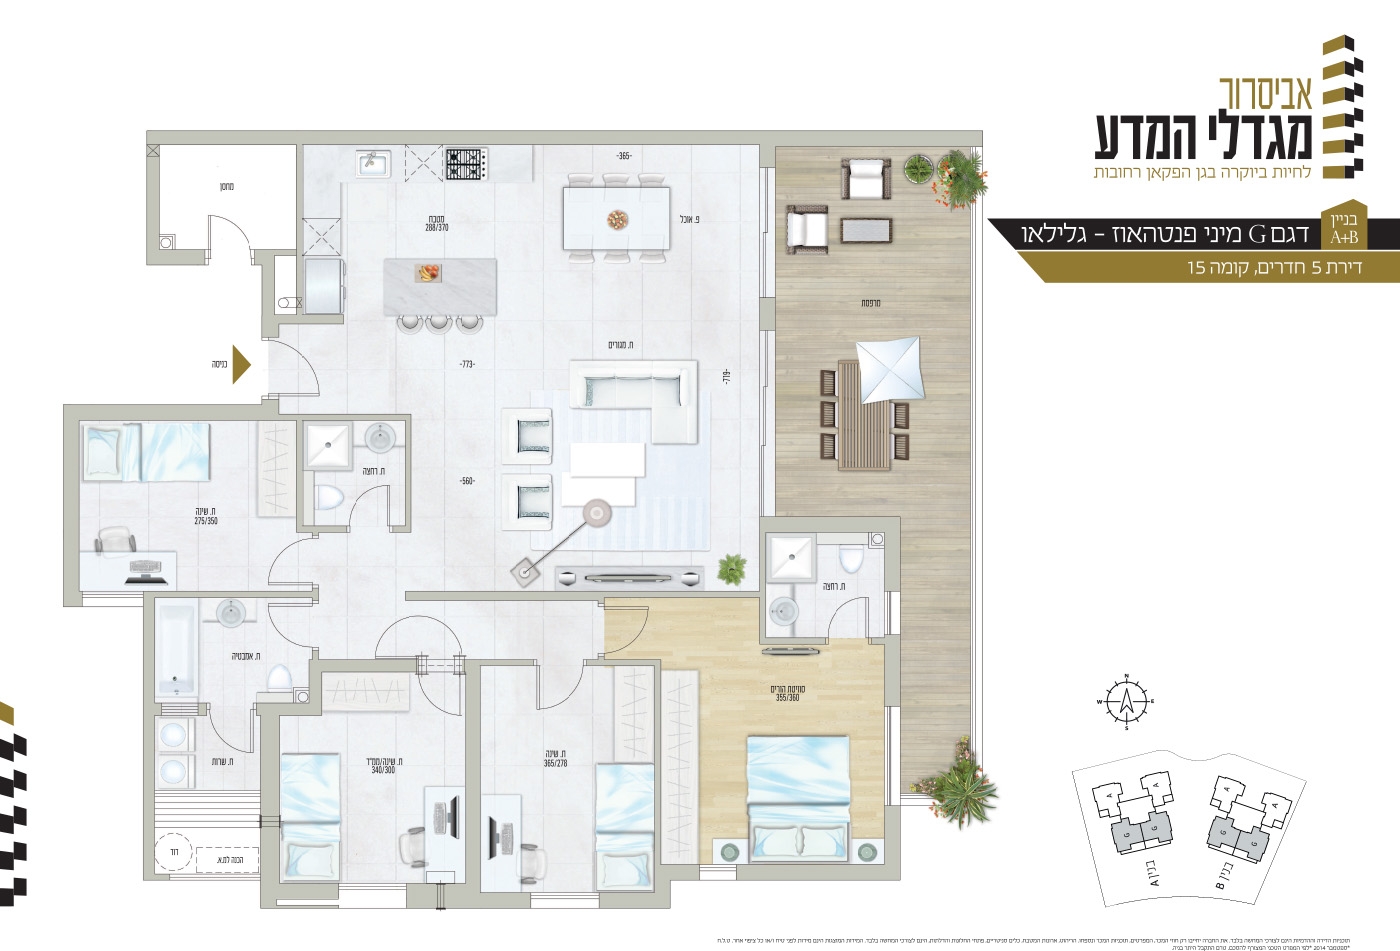 אביסרור
מגדלי המדע
לחיות ביוקרה בגן הפקאן רחובות
בניין
A+B
דגם G מיני פנטהאוז - גלילאו
דירת 5 חדרים, קומה 15
מחסן
-365-
מטבח
288/370
פ. אוכל
מרפסת
ח. מגורים
כניסה
-773-
-779-
ח. רחצה
-560-
ח. שינה
275/350
ח. רחצה
ח. אמבטיה
סוויטת הורים
355/360
ח. שרות
ח. שינה/ממ"ד
340/300
ח. שינה
365/278
דוד
הכנה למ.א.
N
W
E
S
A
A
G
G
בניין A
A
A
G
G
בניין B